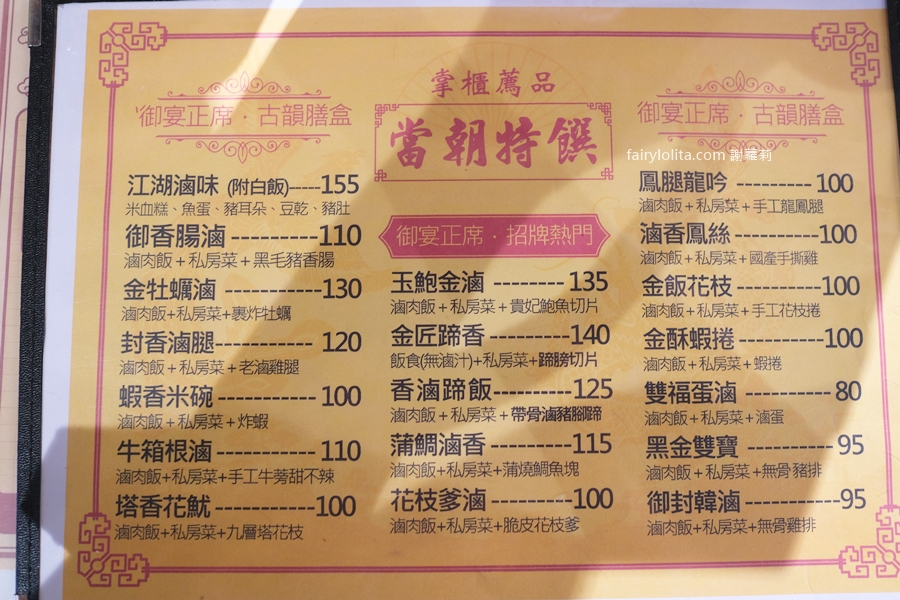 掌櫃薦品
當朝特饌
御宴正席·古韻膳盒
江湖滷味 (附白飯)------155
米血糕、魚蛋、豬耳朵、豆乾、豬肚
御香腸滷 ----------110
滷肉飯+私房菜+黑毛豬香腸
金牡蠣滷 -----------130
滷肉飯+私房菜+裹炸牡蠣
封香滷腿----------- 120
滷肉飯+私房菜+老滷雞腿
蝦香米碗 -----------100
滷肉飯+私房菜+炸蝦
牛箱根滷 -----------110
滷肉飯+私房菜+手工牛蒡甜不辣
塔香花魷 -----------100
滷肉飯+私房菜+九層塔花枝
御宴正席·招牌熱門
玉鮑金滷 --------135
滷肉飯+私房菜+貴妃鮑魚切片
金匠蹄香 ----------140
飯食(無滷汁)+私房菜+蹄膀切片
香滷蹄飯----------125
滷肉飯+私房菜+帶骨滷豬腳蹄
蒲鯛滷香 ----------115
滷肉飯+私房菜+蒲燒鯛魚塊
花枝爹滷 ----------100
滷肉飯+私房菜+脆皮花枝爹
御宴正席·古韻膳盒
fairylolita.com 謝蘿莉
鳳腿龍吟 --------- 100
滷肉飯+私房菜+手工龍鳳腿
滷香鳳絲 ----------100
滷肉飯+私房菜+國產手撕雞
金飯花枝 ----------100
滷肉飯+私房菜+手工花枝捲
金酥蝦捲 -----------100
滷肉飯+私房菜+蝦捲
雙福蛋滷 ----------- 80
滷肉飯+私房菜+滷蛋
黑金雙寶 ---------- 95
滷肉飯+私房菜+無骨豬排
御封韓滷 -----------95
滷肉飯+私房菜+無骨雞排